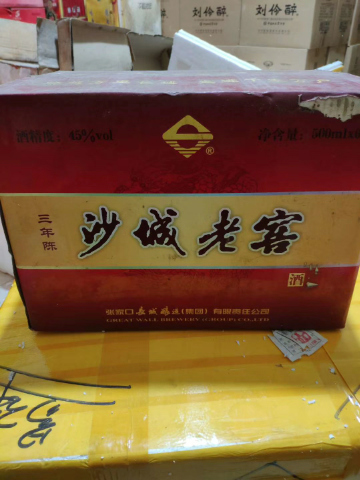 刘伶醉
刘伶醉
酒精度：45%vol
净含量：500ml
®
三年陈
沙城老窖
酒
张家口长城酿造(集团)有限责任公司
GREAT WALL BREWERY (GROUP) CO.,LTD